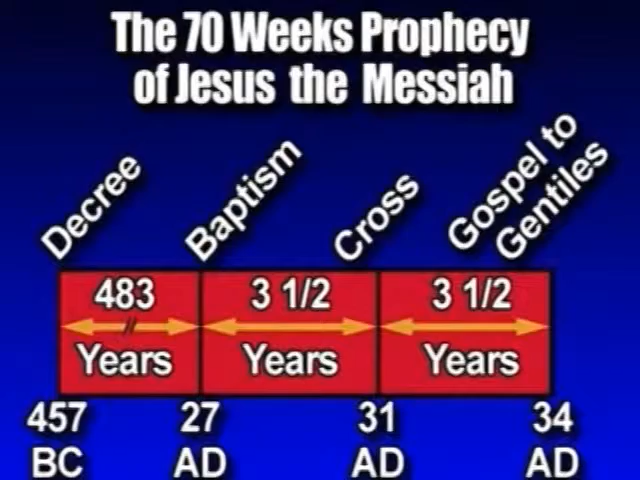 The 70 Weeks Prophecy
of Jesus the Messiah
Decree
Baptism
Cross
Gospel to
Gentiles
483
Years
3 1/2
Years
3 1/2
Years
457
BC
27
AD
31
AD
34
AD